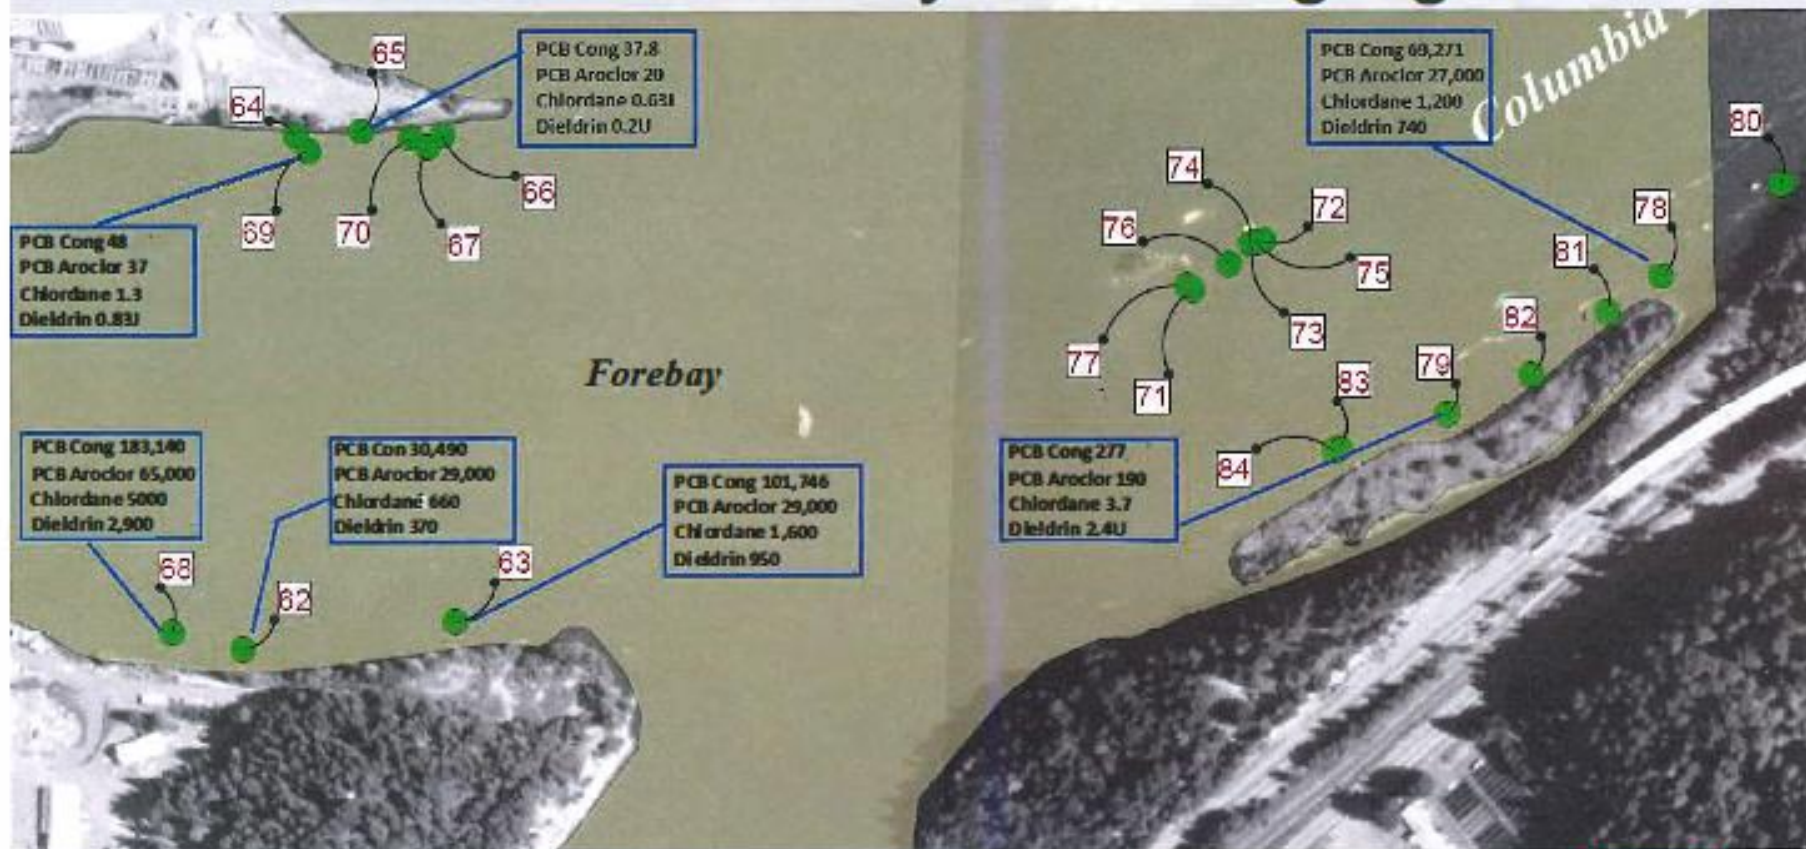 Columbia
65
PCB Cong 37.8
PCB Aroclor 20
Chlordane 0.63J
Dieldrin 0.2U
64
69
70
67
66
PCB Cong 48
PCB Aroclor 37
Chlordane 1.3
Dieldrin 0.83J
PCB Cong 69,271
PCB Aroclor 27,000
Chlordane 1,200
Dieldrin 740
80
74
72
76
75
73
77
71
78
81
82
79
83
84
Forebay
PCB Cong 183,140
PCB Aroclor 65,000
Chlordane 5000
Dieldrin 2,900
PCB Con 30,490
PCB Aroclor 29,000
Chlordane 660
Dieldrin 370
PCB Cong 101,746
PCB Aroclor 29,000
Chlordane 1,600
Dieldrin 950
PCB Cong 277
PCB Aroclor 190
Chlordane 3.7
Dieldrin 2.4U
68
62
63